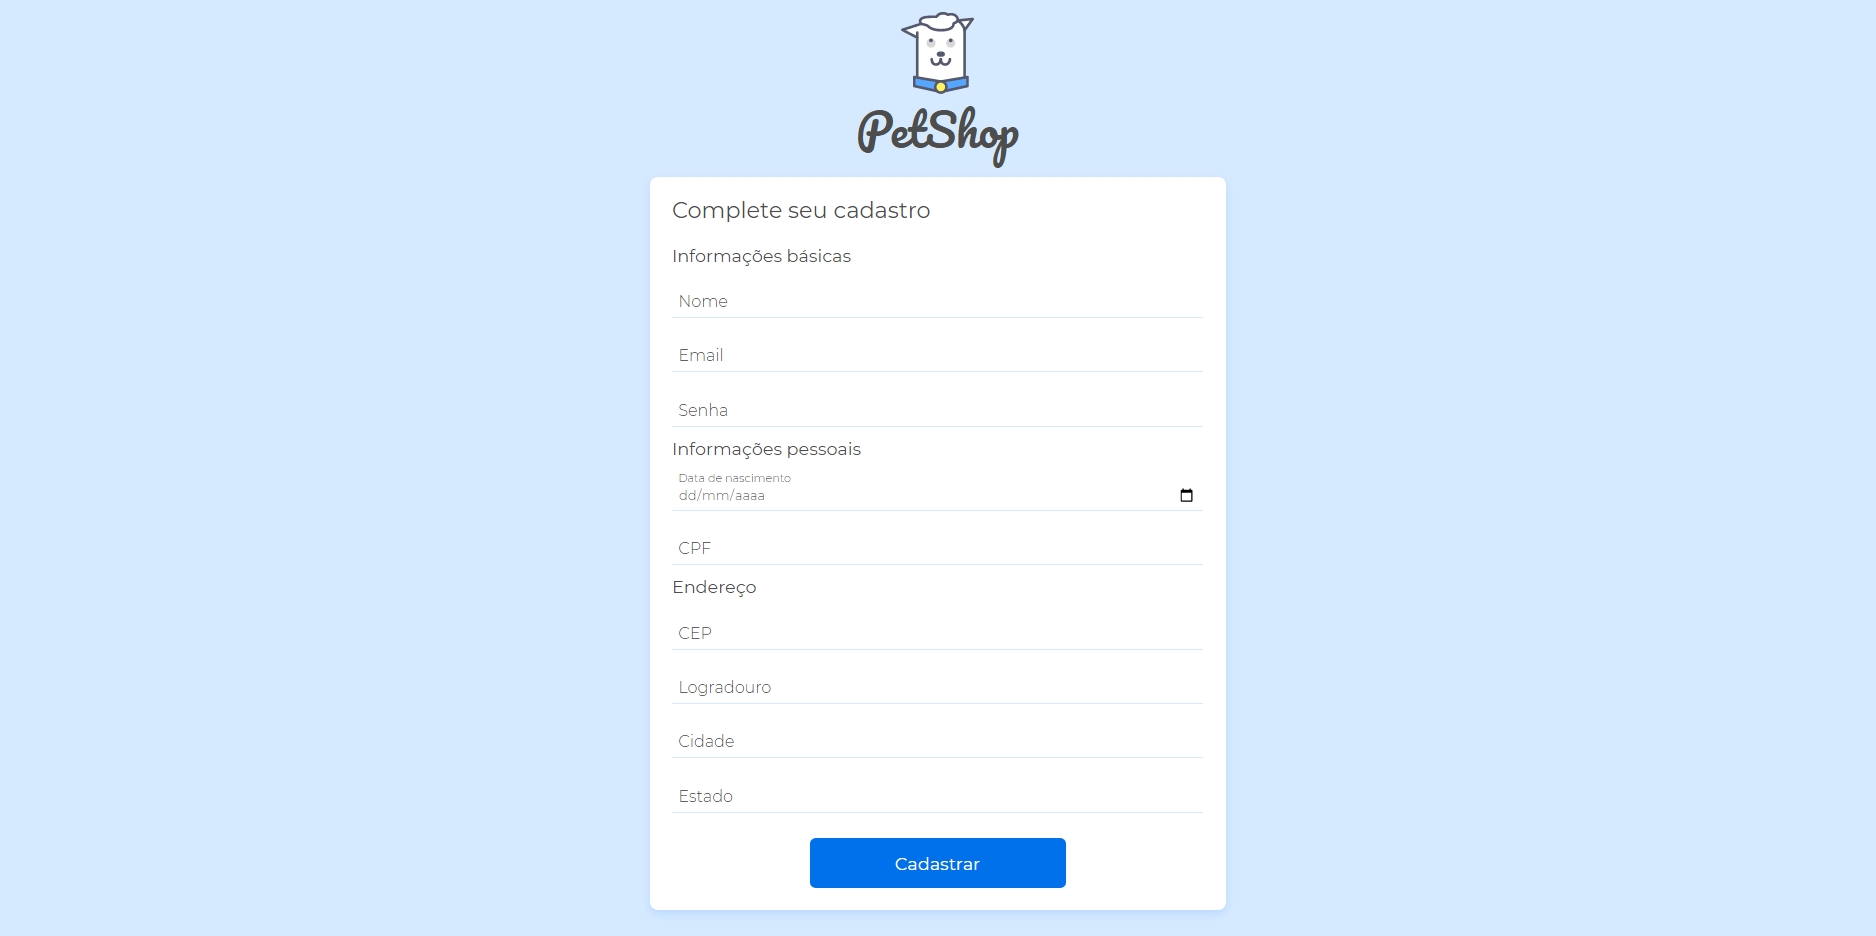 PetShop
Complete seu cadastro
Informações básicas
Nome
Email
Senha
Informações pessoais
Data de nascimento
dd/mm/aaaa
CPF
Endereço
CEP
Logradouro
Cidade
Estado
Cadastrar